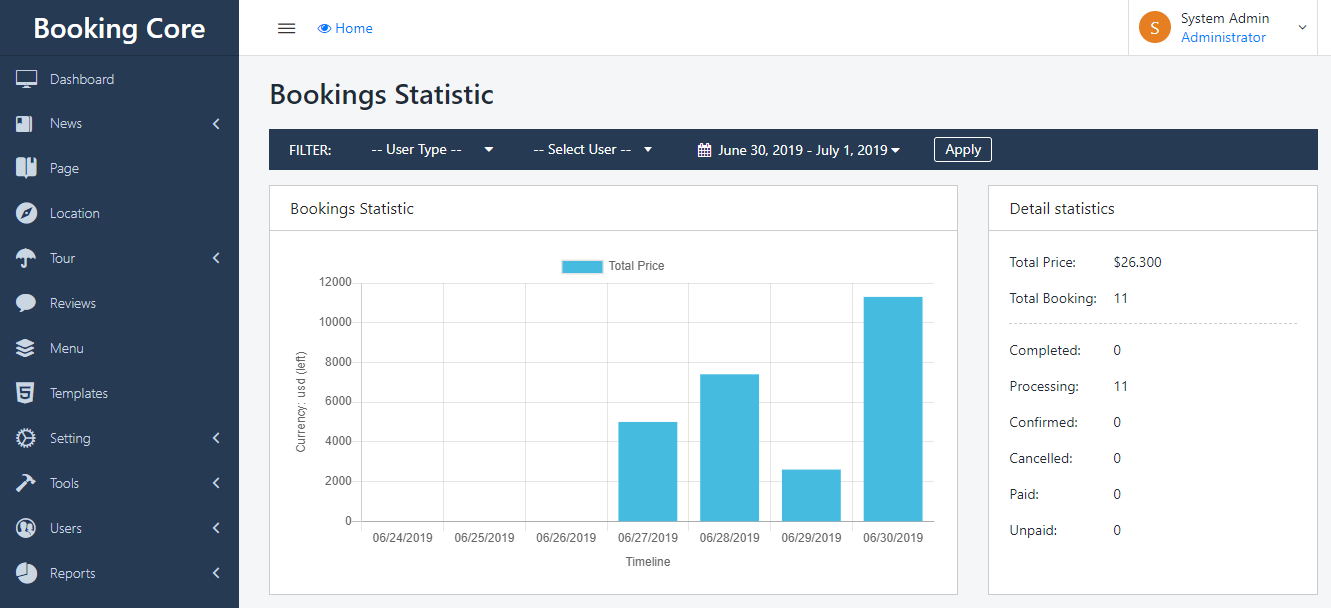 Booking Core
Home
System Admin
Administrator
Dashboard
News
Page
Location
Tour
Reviews
Menu
Templates
Setting
Tools
Users
Reports
Bookings Statistic
FILTER: -- User Type -- -- Select User -- June 30, 2019 - July 1, 2019 Apply
Bookings Statistic
Total Price
Currency: usd (left)
12000
10000
8000
6000
4000
2000
0
06/24/2019 06/25/2019 06/26/2019 06/27/2019 06/28/2019 06/29/2019 06/30/2019
Timeline
Detail statistics
Total Price: $26.300
Total Booking: 11
Completed: 0
Processing: 11
Confirmed: 0
Cancelled: 0
Paid: 0
Unpaid: 0
S